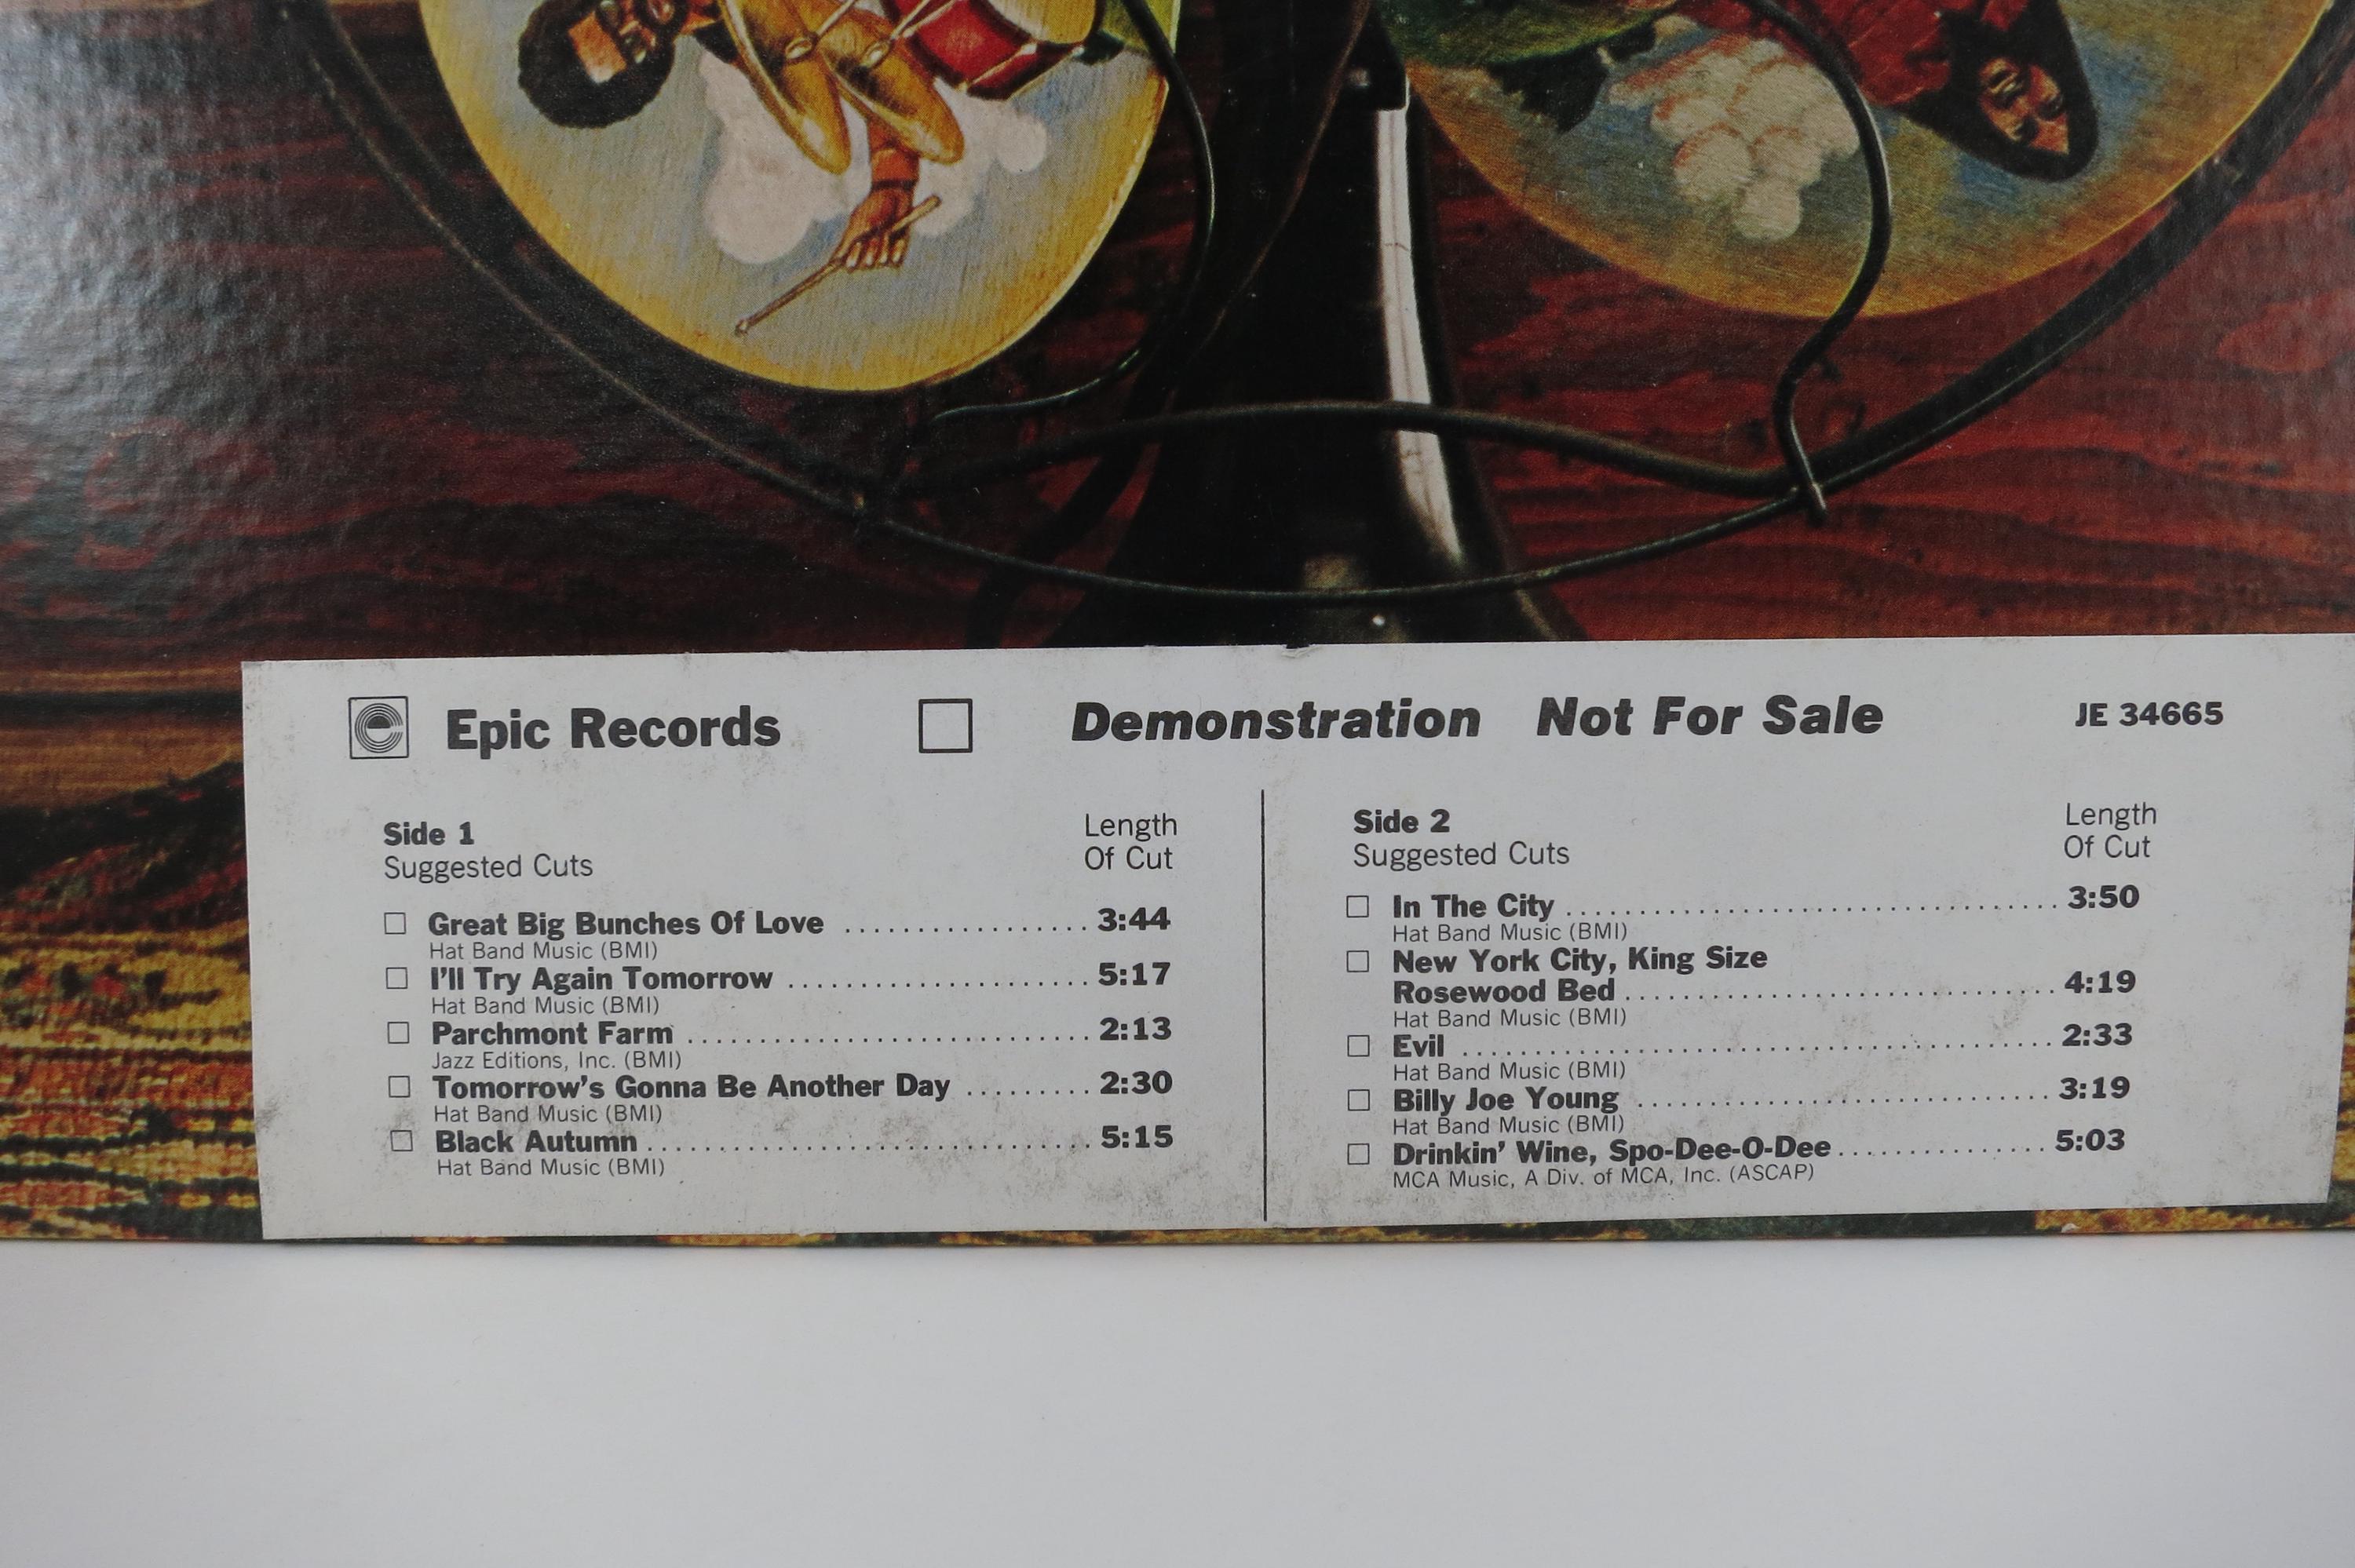 Epic Records Demonstration Not For Sale JE 34665
Side 1
Suggested Cuts
Length
Of Cut
Great Big Bunches Of Love ................. 3:44
Hat Band Music (BMI)
I'll Try Again Tomorrow ..................... 5:17
Hat Band Music (BMI)
Parchmont Farm ............................ 2:13
Jazz Editions, Inc. (BMI)
Tomorrow's Gonna Be Another Day ......... 2:30
Hat Band Music (BMI)
Black Autumn ............................... 5:15
Hat Band Music (BMI)
Side 2
Suggested Cuts
Length
Of Cut
In The City .................................. 3:50
Hat Band Music (BMI)
New York City, King Size
Rosewood Bed .............................. 4:19
Hat Band Music (BMI)
Evil ......................................... 2:33
Hat Band Music (BMI)
Billy Joe Young ............................. 3:19
Hat Band Music (BMI)
Drinkin' Wine, Spo-Dee-O-Dee ............... 5:03
MCA Music, A Div. of MCA, Inc. (ASCAP)